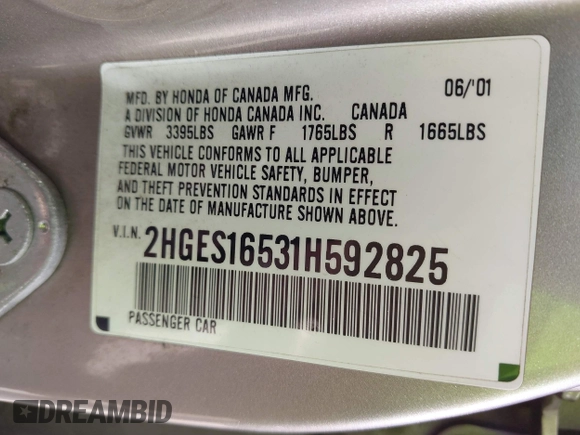 MFD. BY HONDA OF CANADA MFG. 06/'01
A DIVISION OF HONDA CANADA INC. CANADA
GVWR 3395LBS GAWR F 1765LBS R 1665LBS
THIS VEHICLE CONFORMS TO ALL APPLICABLE
FEDERAL MOTOR VEHICLE SAFETY, BUMPER,
AND THEFT PREVENTION STANDARDS IN EFFECT
ON THE DATE OF MANUFACTURE SHOWN ABOVE.
V.I.N. 2HGES16531H592825
PASSENGER CAR
DREAMBID